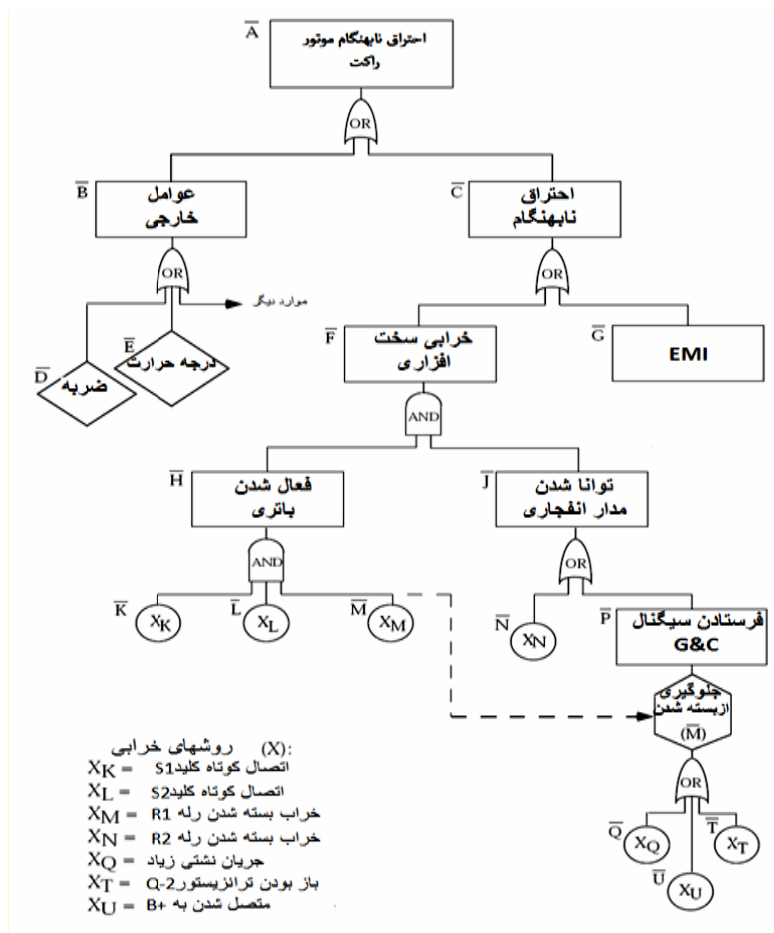 A̅
احتراق نابهنگام موتور
راکت
OR
B̅
عوامل
خارجی
C̅
احتراق
نابهنگام
OR
موارد دیگر
OR
D̅
ضربه
E̅
درجه حرارت
F̅
خرابی سخت
افزاری
G̅
EMI
AND
H̅
فعال شدن
باتری
J̅
توانا شدن
مدار انفجاری
AND
OR
K̅
XK
L̅
XL
M̅
XM
N̅
XN
P̅
فرستادن سیگنال
G&C
جلوگیری
ازبسته شدن
(M̅)
OR
Q̅
XQ
U̅
XU
T̅
XT
روشهای خرابی (X):
XK = اتصال کوتاه کلیدS1
XL = اتصال کوتاه کلیدS2
XM = خراب بسته شدن رله R1
XN = خراب بسته شدن رله R2
XQ = جریان نشتی زیاد
XT = باز بودن ترانزیستور Q-2
XU = متصل شدن به B+